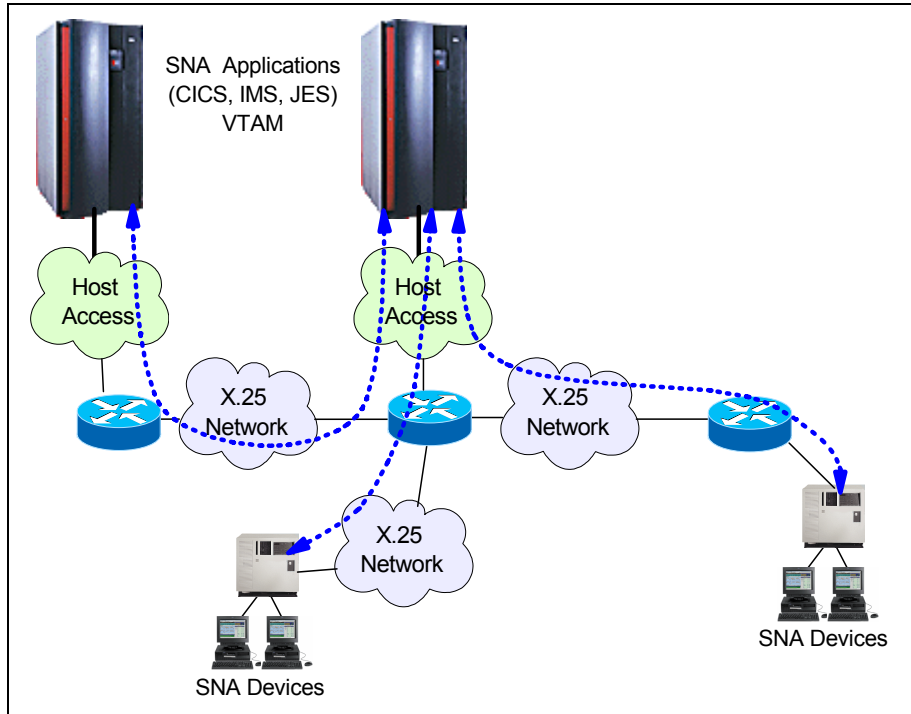 SNA Applications
(CICS, IMS, JES)
VTAM
Host
Access
Host
Access
X.25
Network
X.25
Network
X.25
Network
SNA Devices
SNA Devices